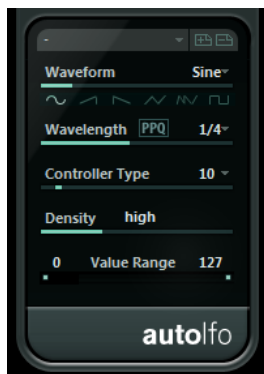 -
Waveform Sine
Wavelength PPQ 1/4
Controller Type 10
Density high
0 Value Range 127
autolfo